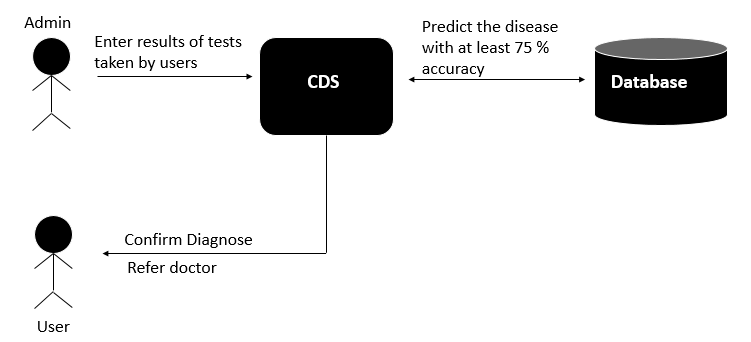 Admin
Enter results of tests
taken by users
CDS
Predict the disease
with at least 75 %
accuracy
Database
Confirm Diagnose
Refer doctor
User